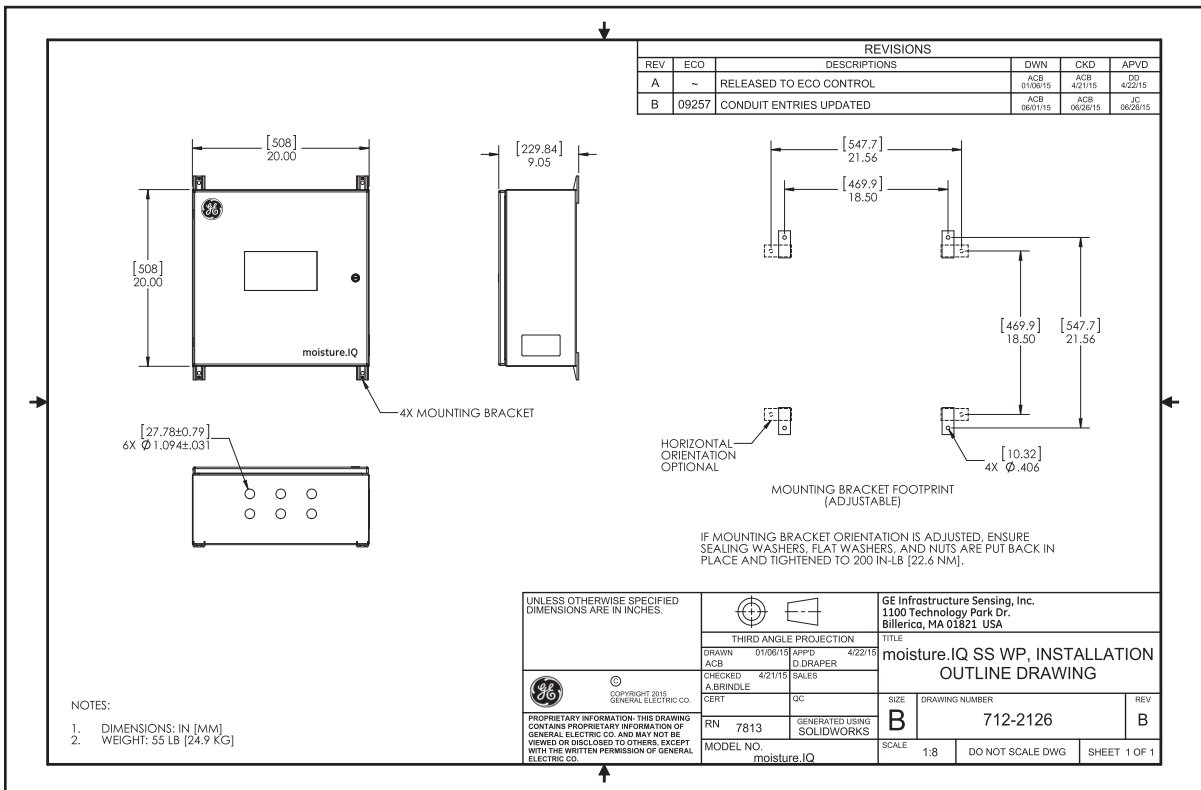 REVISIONS
REV ECO DESCRIPTIONS DWN CKD APVD
A ~ RELEASED TO ECO CONTROL ACB 01/06/15 ACB 4/21/15 DD 4/22/15
B 09257 CONDUIT ENTRIES UPDATED ACB 06/01/15 ACB 06/26/15 JC 06/26/15
[508]
20.00
[229.84]
9.05
[547.7]
21.56
[469.9]
18.50
[508]
20.00
moisture.IQ
4X MOUNTING BRACKET
[469.9]
18.50
[547.7]
21.56
[27.78±0.79]
6X Ø1.094±.031
HORIZONTAL
ORIENTATION
OPTIONAL
[10.32]
4X Ø.406
MOUNTING BRACKET FOOTPRINT
(ADJUSTABLE)
IF MOUNTING BRACKET ORIENTATION IS ADJUSTED, ENSURE
SEALING WASHERS, FLAT WASHERS, AND NUTS ARE PUT BACK IN
PLACE AND TIGHTENED TO 200 IN-LB [22.6 NM].
NOTES:
1. DIMENSIONS: IN [MM]
2. WEIGHT: 55 LB [24.9 KG]
UNLESS OTHERWISE SPECIFIED
DIMENSIONS ARE IN INCHES.
©
COPYRIGHT 2015
GENERAL ELECTRIC CO.
PROPRIETARY INFORMATION- THIS DRAWING
CONTAINS PROPRIETARY INFORMATION OF
GENERAL ELECTRIC CO. AND MAY NOT BE
VIEWED OR DISCLOSED TO OTHERS, EXCEPT
WITH THE WRITTEN PERMISSION OF GENERAL
ELECTRIC CO.
THIRD ANGLE PROJECTION
DRAWN 01/06/15 APP'D 4/22/15
ACB D.DRAPER
CHECKED 4/21/15 SALES
A.BRINDLE
CERT QC
RN 7813 GENERATED USING
SOLIDWORKS
MODEL NO.
moisture.IQ
GE Infrastructure Sensing, Inc.
1100 Technology Park Dr.
Billerica, MA 01821 USA
TITLE
moisture.IQ SS WP, INSTALLATION
OUTLINE DRAWING
SIZE DRAWING NUMBER REV
B 712-2126 B
SCALE 1:8 DO NOT SCALE DWG SHEET 1 OF 1